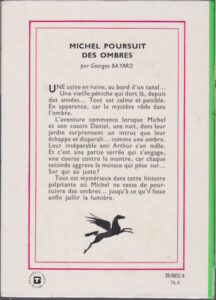 MICHEL POURSUIT
DES OMBRES
par Georges BAYARD
UNE usine en ruine, au bord d'un canal...
Une vieille péniche qui dort là, depuis
des années... Tout est calme et paisible.
En apparence, car le mystère rôde dans
l'ombre.
L'aventure commence lorsque Michel
et son cousin Daniel, une nuit, dans leur
jardin surprennent un intrus que leur
échappe et disparaît... comme une ombre.
Leur inséparable ami Arthur s'en mêle.
Et c'est une partie serrée qui s'engage,
une course contre la montre, car chaque
seconde aggrave la menace qui pèse sur...
Sur qui au juste?
Tout est mystérieux dans cette histoire
palpitante où Michel ne cesse de pour-
suivre des ombres... jusqu'à ce qu'il fasse
enfin jaillir la lumière.